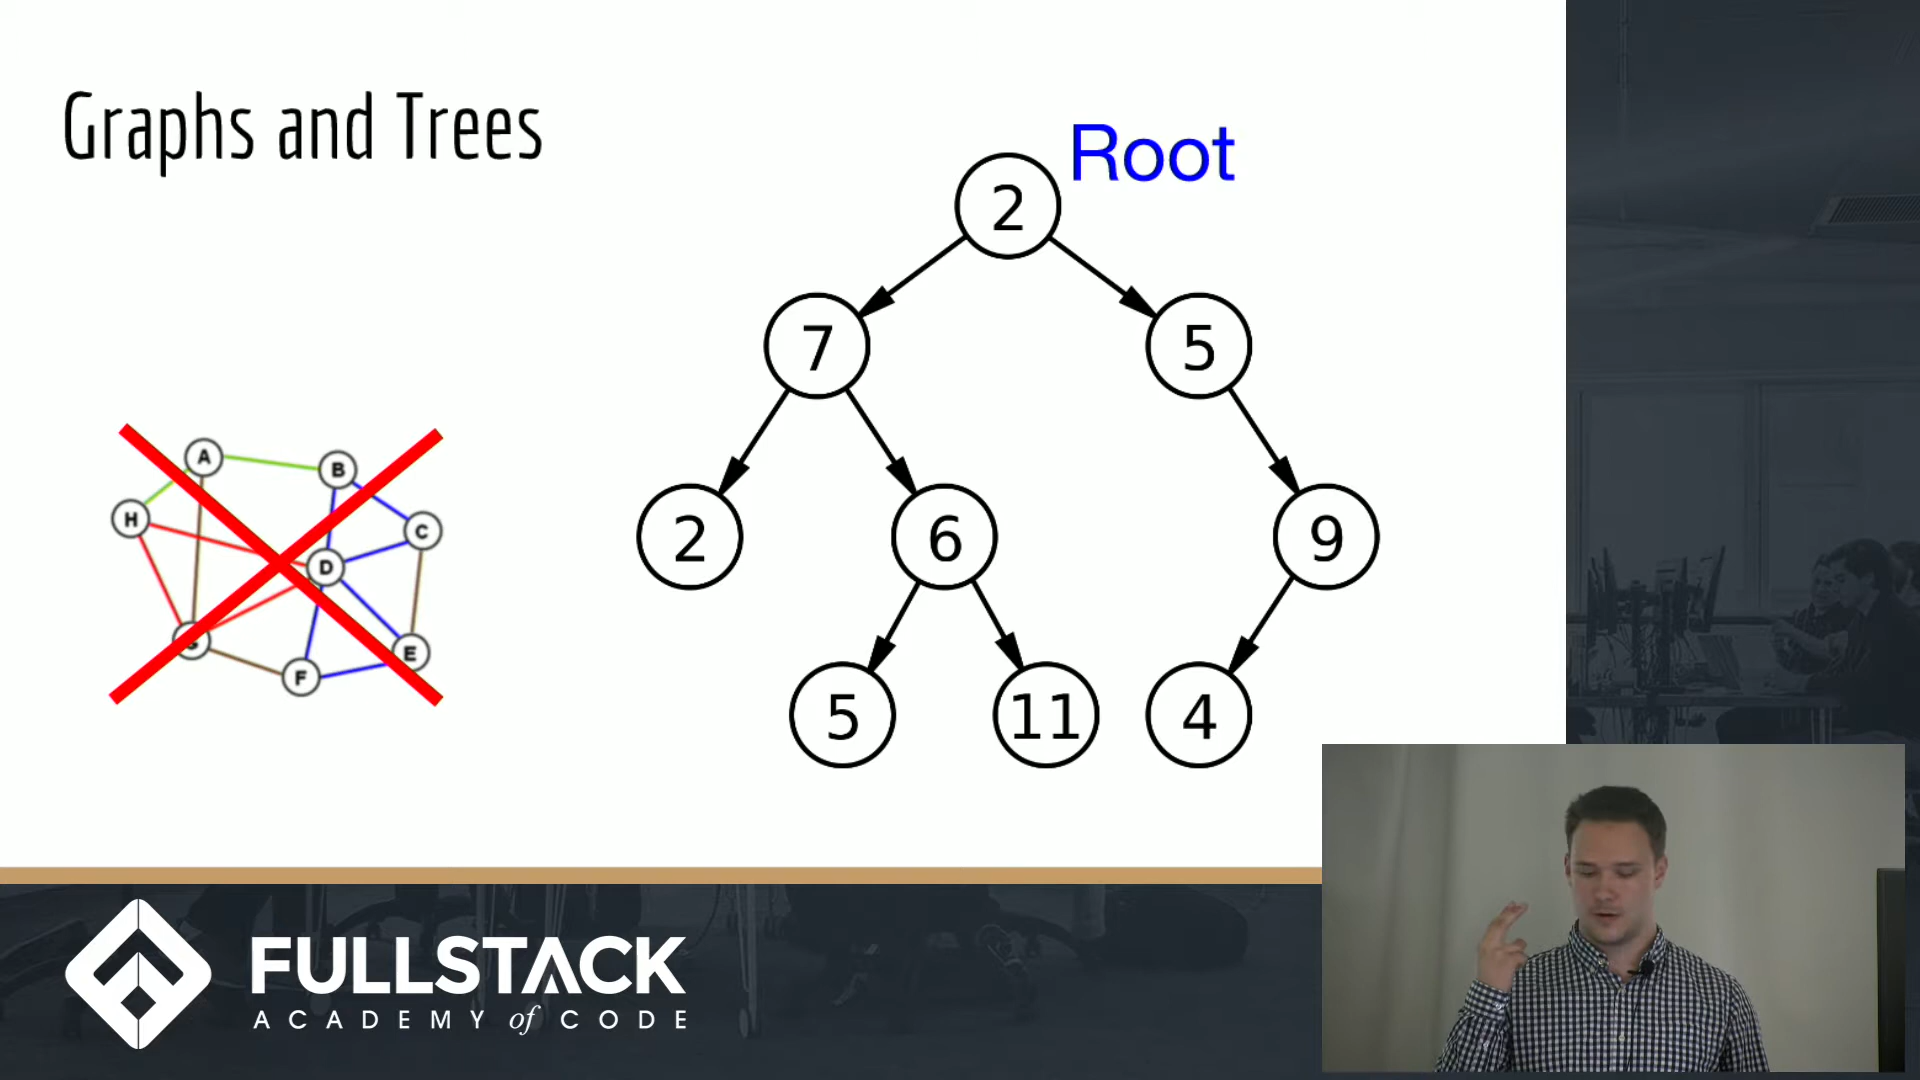 Graphs and Trees
Root
2
7
5
2
6
9
5
11
4
A
B
H
C
D
G
E
F
FULLSTACK
ACADEMY of CODE